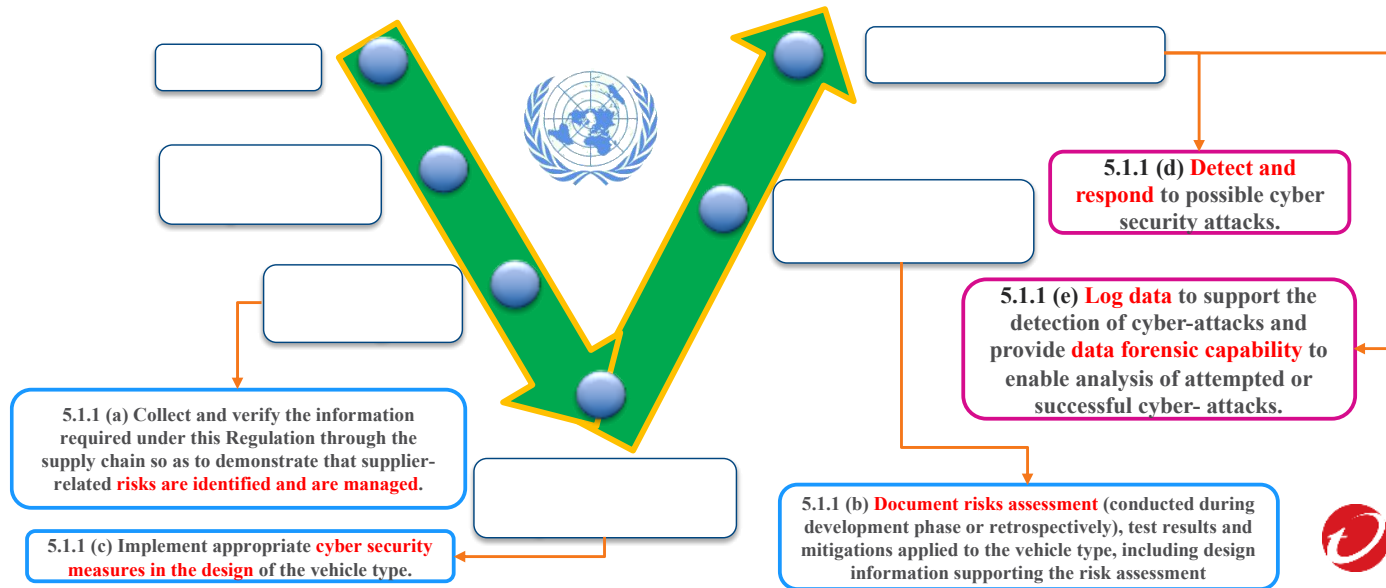 5.1.1 (d) Detect and
respond to possible cyber
security attacks.
5.1.1 (e) Log data to support the
detection of cyber-attacks and
provide data forensic capability to
enable analysis of attempted or
successful cyber- attacks.
5.1.1 (a) Collect and verify the information
required under this Regulation through the
supply chain so as to demonstrate that supplier-
related risks are identified and are managed.
5.1.1 (c) Implement appropriate cyber security
measures in the design of the vehicle type.
5.1.1 (b) Document risks assessment (conducted during
development phase or retrospectively), test results and
mitigations applied to the vehicle type, including design
information supporting the risk assessment